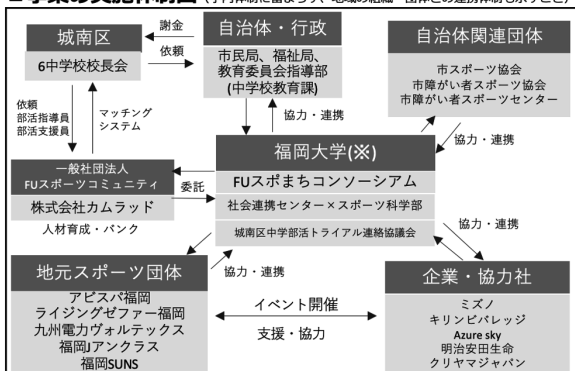 城南区
6中学校校長会
謝金
依頼
自治体・行政
市民局、福祉局、
教育委員会指導部
(中学校教育課)
自治体関連団体
市スポーツ協会
市障がい者スポーツ協会
市障がい者スポーツセンター
依頼
部活指導員
部活支援員
マッチング
システム
協力・連携
協力・連携
一般社団法人
FUスポーツコミュニティ
株式会社カムラッド
人材育成・バンク
委託
福岡大学(※)
FUスポまちコンソーシアム
社会連携センター×スポーツ科学部
城南区中学部活トライアル連絡協議会
協力・連携
協力・連携
地元スポーツ団体
アビスパ福岡
ライジングゼファー福岡
九州電力ヴォルテックス
福岡Jアンクラス
福岡SUNS
イベント開催
支援・協力
企業・協力社
ミズノ
キリンビバレッジ
Azure sky
明治安田生命
クリヤマジャパン